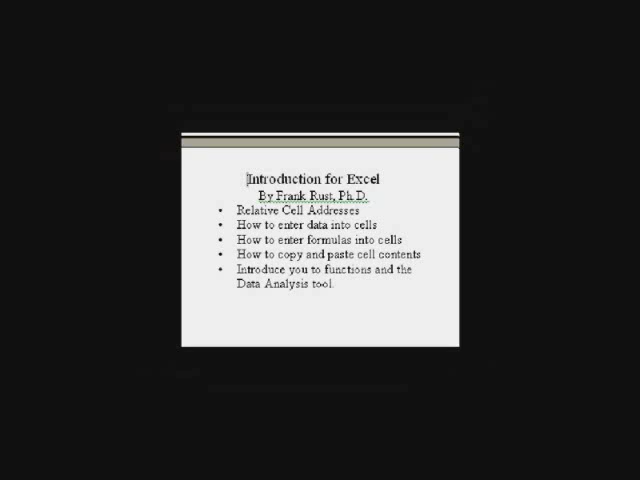 Introduction for Excel
By Frank Rust, Ph.D.
• Relative Cell Addresses
• How to enter data into cells
• How to enter formulas into cells
• How to copy and paste cell contents
• Introduce you to functions and the
Data Analysis tool.